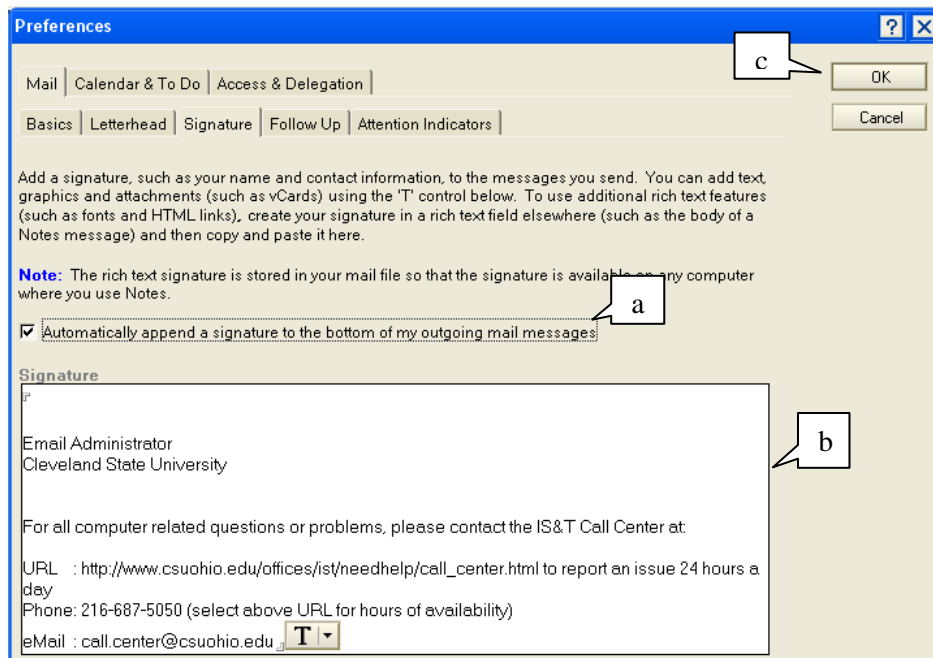 Preferences
c
OK
Mail Calendar & To Do Access & Delegation
Cancel
Basics Letterhead Signature Follow Up Attention Indicators
Add a signature, such as your name and contact information, to the messages you send. You can add text,
graphics and attachments (such as vCards) using the 'T' control below. To use additional rich text features
(such as fonts and HTML links), create your signature in a rich text field elsewhere (such as the body of a
Notes message) and then copy and paste it here.
Note: The rich text signature is stored in your mail file so that the signature is available on any computer
where you use Notes.
a
Automatically append a signature to the bottom of my outgoing mail messages
Signature
Email Administrator
b
Cleveland State University
For all computer related questions or problems, please contact the IS&T Call Center at:
URL : http://www.csuohio.edu/offices/ist/needhelp/call_center.html to report an issue 24 hours a
day
Phone: 216-687-5050 (select above URL for hours of availability)
eMail : call.center@csuohio.edu T